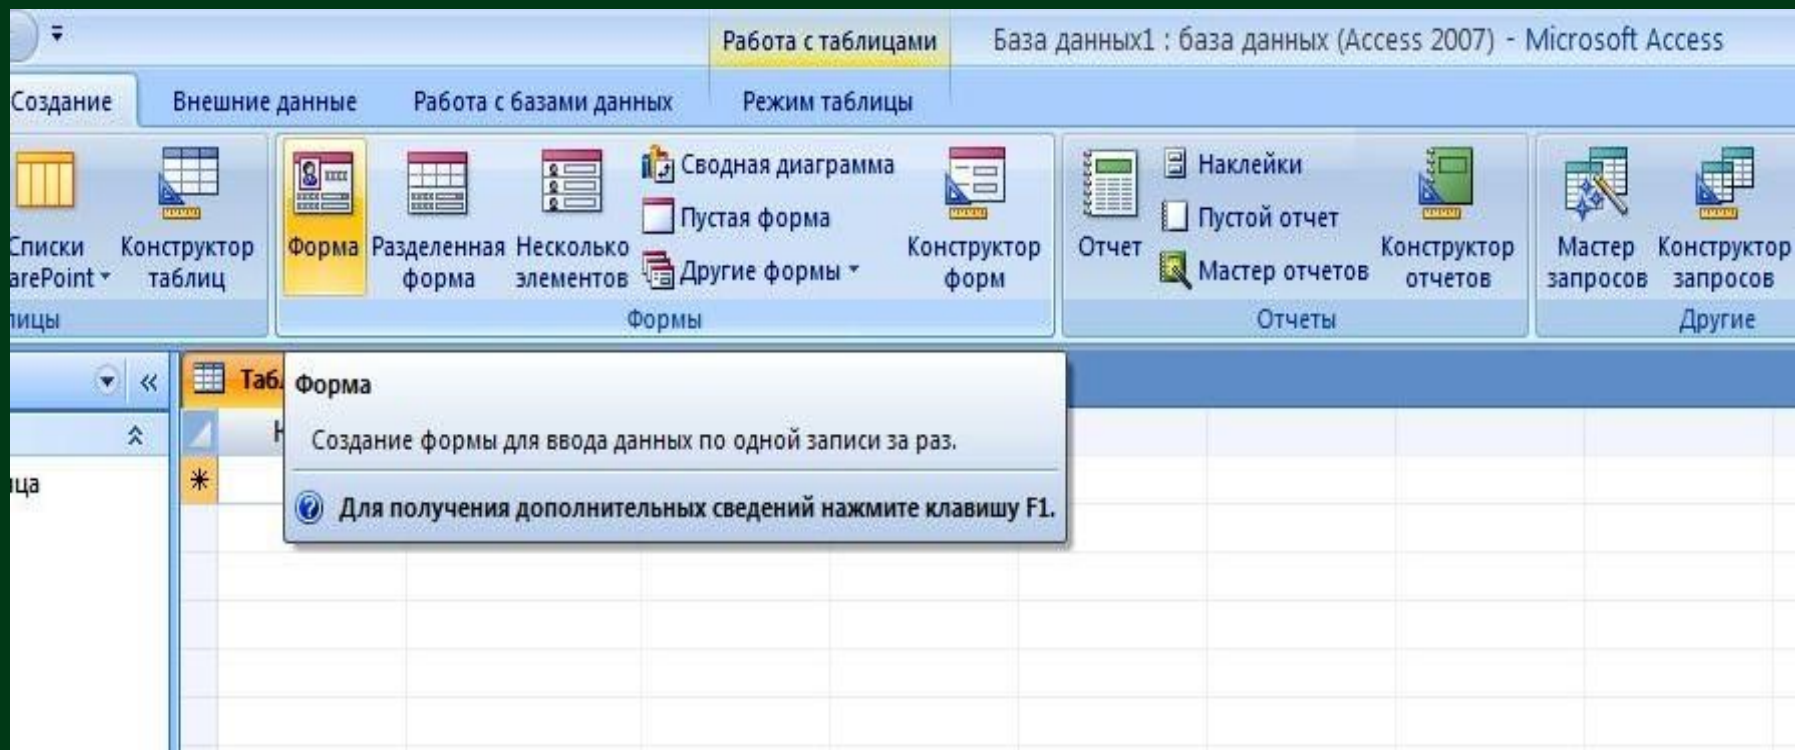 Работа с таблицами
База данных1 : база данных (Access 2007) - Microsoft Access
Создание
Внешние данные
Работа с базами данных
Режим таблицы
Списки
arePoint
Конструктор
таблиц
Форма
Разделенная
форма
Несколько
элементов
Сводная диаграмма
Пустая форма
Другие формы
Конструктор
форм
Отчет
Наклейки
Пустой отчет
Мастер отчетов
Конструктор
отчетов
Мастер
запросов
Конструктор
запросов
лицы
Формы
Отчеты
Другие
Таб
Форма
Создание формы для ввода данных по одной записи за раз.
Для получения дополнительных сведений нажмите клавишу F1.
ица